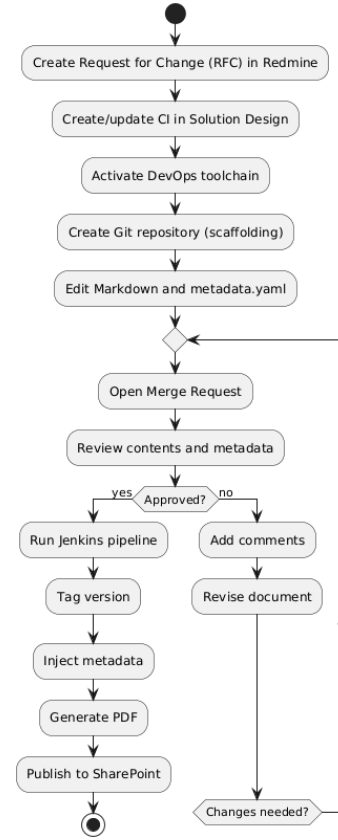 Create Request for Change (RFC) in Redmine
Create/update CI in Solution Design
Activate DevOps toolchain
Create Git repository (scaffolding)
Edit Markdown and metadata.yaml
Open Merge Request
Review contents and metadata
yes
Approved?
no
Run Jenkins pipeline
Add comments
Tag version
Revise document
Inject metadata
Generate PDF
Publish to SharePoint
Changes needed?